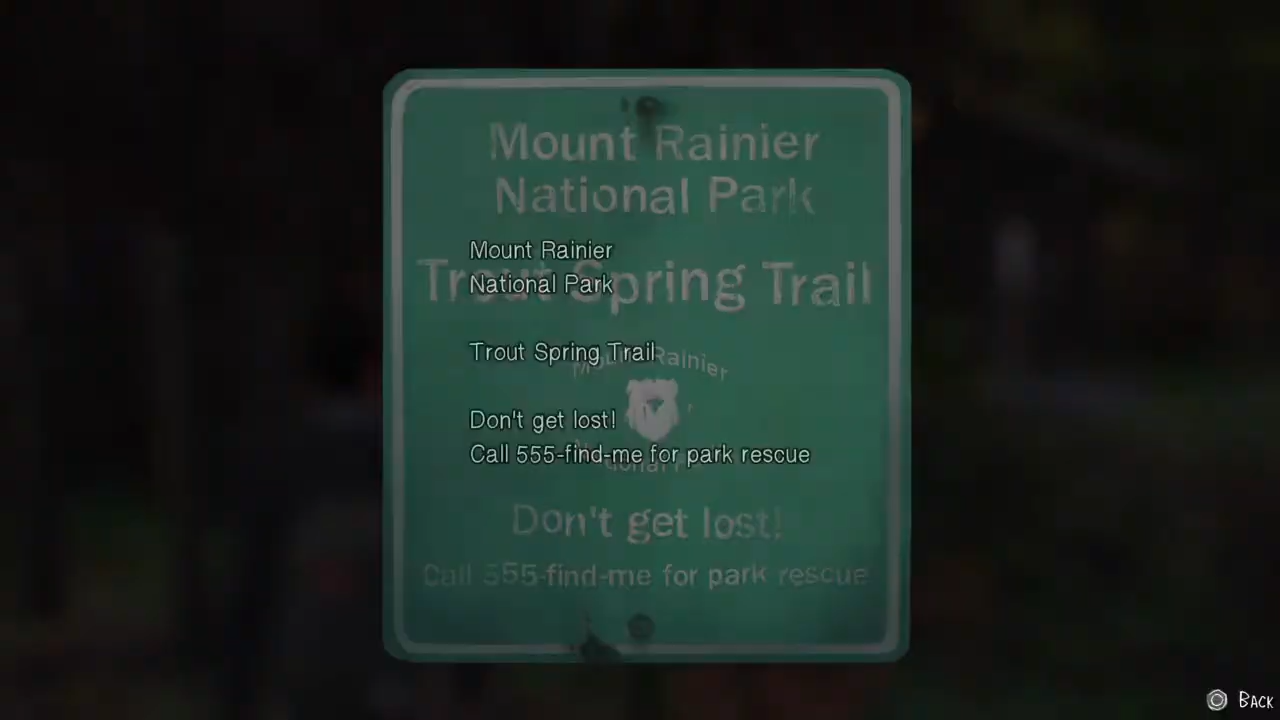 Mount Rainier
National Park
Trout Spring Trail
Mount Rainier
National
Don't get lost!
Call 555-find-me for park rescue
Mount Rainier
National Park
Trout Spring Trail
Don't get lost!
Call 555-find-me for park rescue
Back